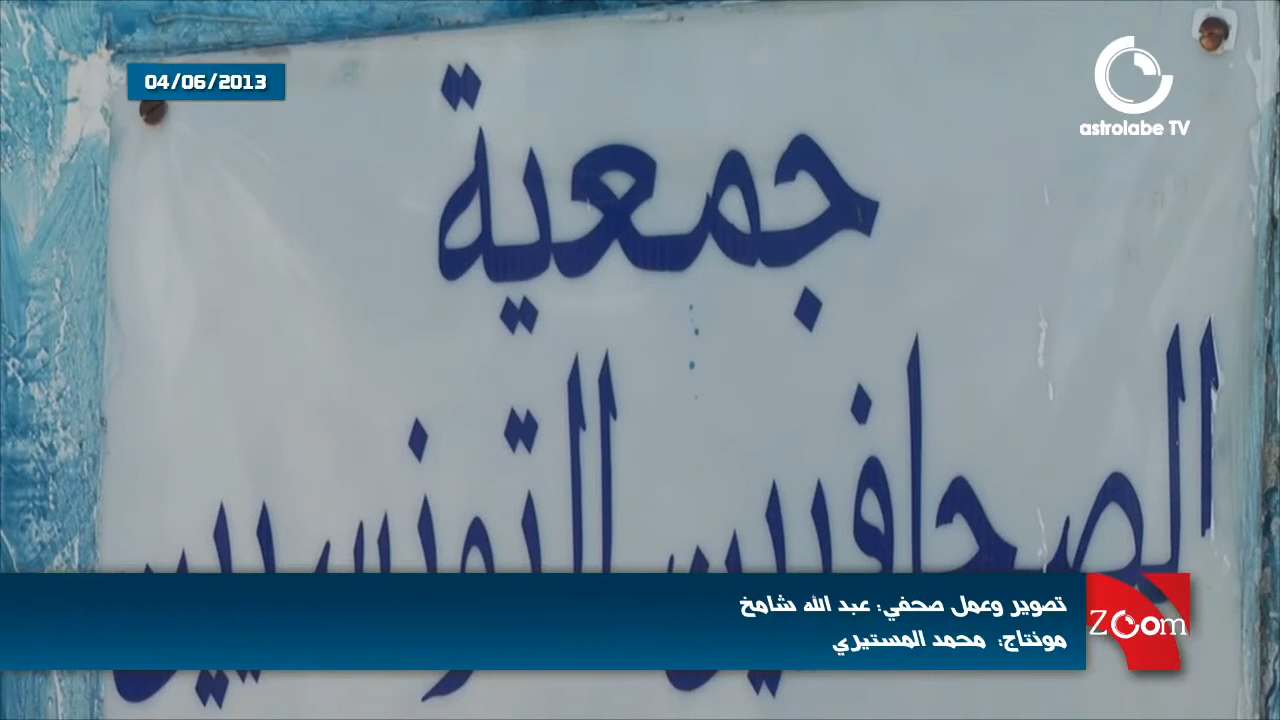 04/06/2013
astrolabe TV
جمعية
الصحافيين التونسيين
تصوير وعمل صحفي: عبد الله شامخ
مونتاج: محمد المستيري
Zoom